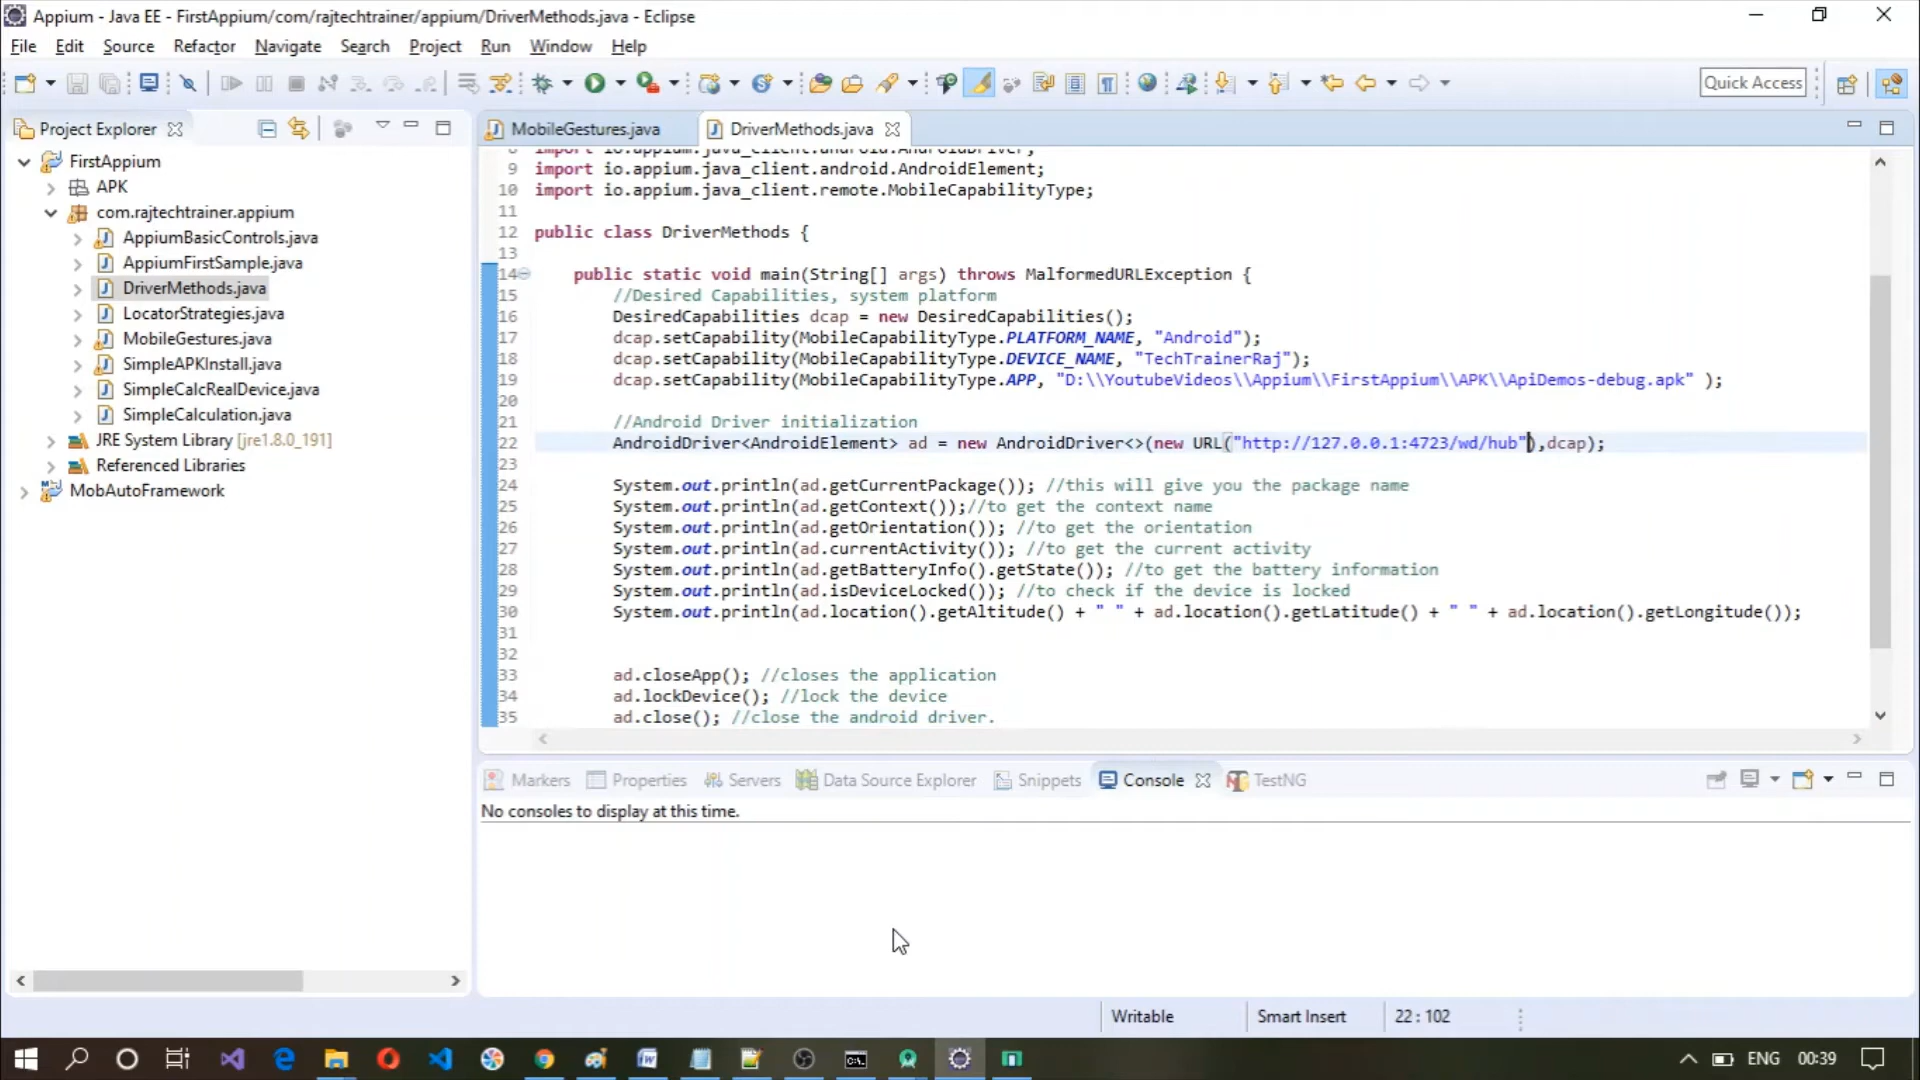 Appium - Java EE - FirstAppium/com/rajtechtrainer/appium/DriverMethods.java - Eclipse
File Edit Source Refactor Navigate Search Project Run Window Help
Quick Access
Project Explorer
FirstAppium
APK
com.rajtechtrainer.appium
AppiumBasicControls.java
AppiumFirstSample.java
DriverMethods.java
LocatorStrategies.java
MobileGestures.java
SimpleAPKInstall.java
SimpleCalcRealDevice.java
SimpleCalculation.java
JRE System Library [jre1.8.0_191]
Referenced Libraries
MobAutoFramework
MobileGestures.java DriverMethods.java
8 import io.appium.java_client.android.AndroidDriver;
9 import io.appium.java_client.android.AndroidElement;
10 import io.appium.java_client.remote.MobileCapabilityType;
11
12 public class DriverMethods {
13
14 public static void main(String[] args) throws MalformedURLException {
15 //Desired Capabilities, system platform
16 DesiredCapabilities dcap = new DesiredCapabilities();
17 dcap.setCapability(MobileCapabilityType.PLATFORM_NAME, "Android");
18 dcap.setCapability(MobileCapabilityType.DEVICE_NAME, "TechTrainerRaj");
19 dcap.setCapability(MobileCapabilityType.APP, "D:\\YoutubeVideos\\Appium\\FirstAppium\\APK\\ApiDemos-debug.apk" );
20
21 //Android Driver initialization
22 AndroidDriver<AndroidElement> ad = new AndroidDriver<>(new URL("http://127.0.0.1:4723/wd/hub"),dcap);
23
24 System.out.println(ad.getCurrentPackage()); //this will give you the package name
25 System.out.println(ad.getContext());//to get the context name
26 System.out.println(ad.getOrientation()); //to get the orientation
27 System.out.println(ad.currentActivity()); //to get the current activity
28 System.out.println(ad.getBatteryInfo().getState()); //to get the battery information
29 System.out.println(ad.isDeviceLocked()); //to check if the device is locked
30 System.out.println(ad.location().getAltitude() + " " + ad.location().getLatitude() + " " + ad.location().getLongitude());
31
32
33 ad.closeApp(); //closes the application
34 ad.lockDevice(); //lock the device
35 ad.close(); //close the android driver.
Markers Properties Servers Data Source Explorer Snippets Console TestNG
No consoles to display at this time.
Writable Smart Insert 22 : 102
ENG 00:39